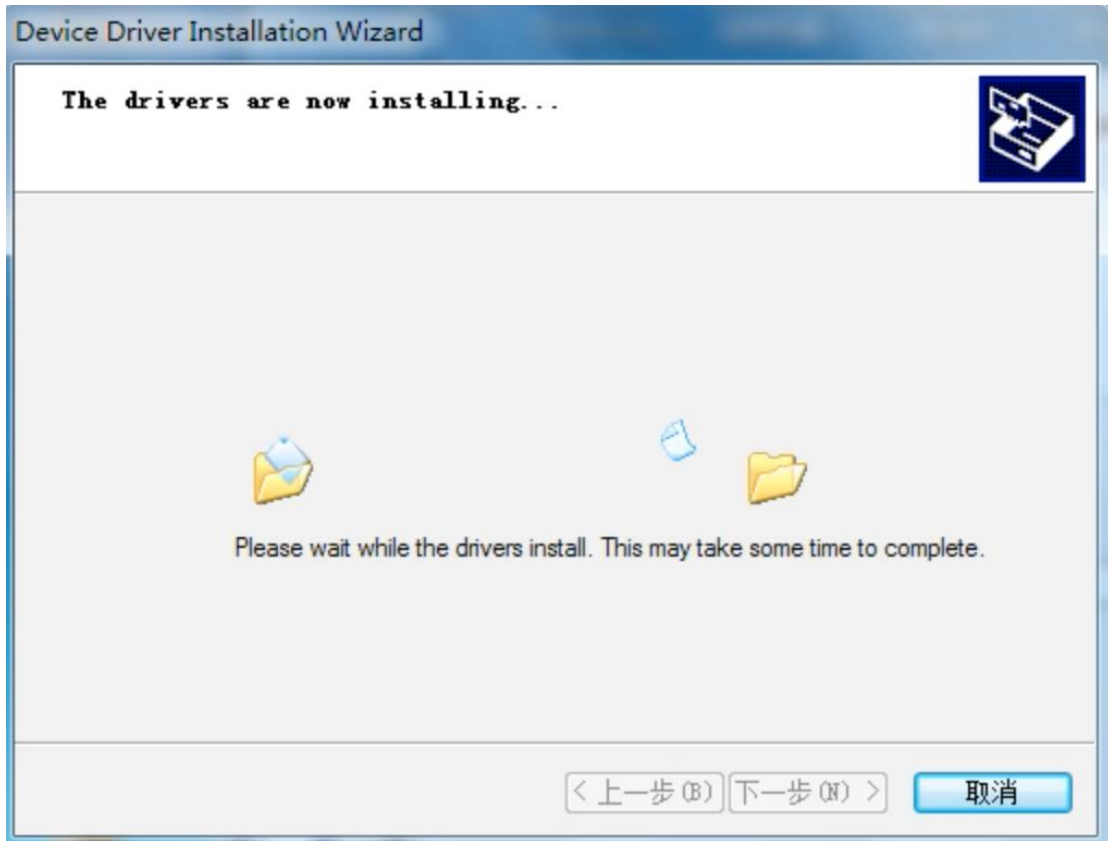 Device Driver Installation Wizard
The drivers are now installing...
Please wait while the drivers install. This may take some time to complete.
< 上一步(B) 下一步(N) > 取消